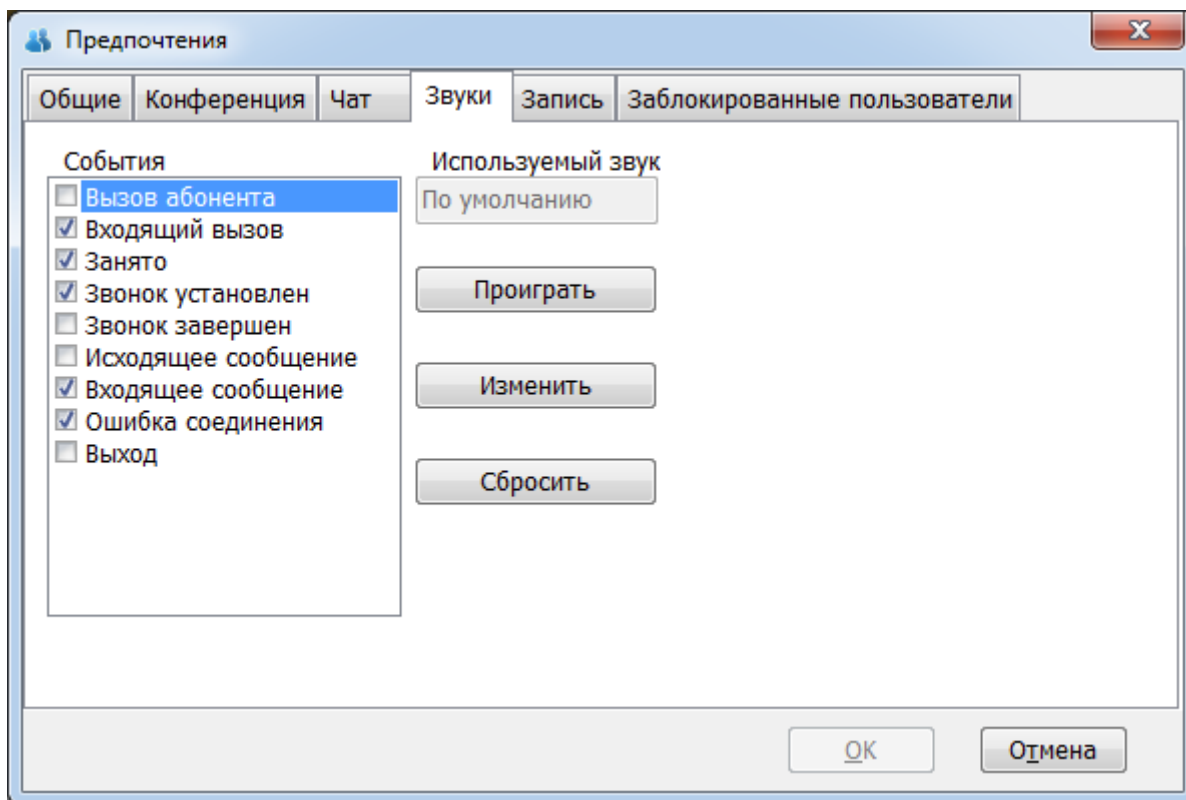 Предпочтения
Общие Конференция Чат Звуки Запись Заблокированные пользователи
События Используемый звук
Вызов абонента По умолчанию
Входящий вызов
Занято
Звонок установлен Проиграть
Звонок завершен
Исходящее сообщение
Входящее сообщение Изменить
Ошибка соединения
Выход
Сбросить
OK Отмена